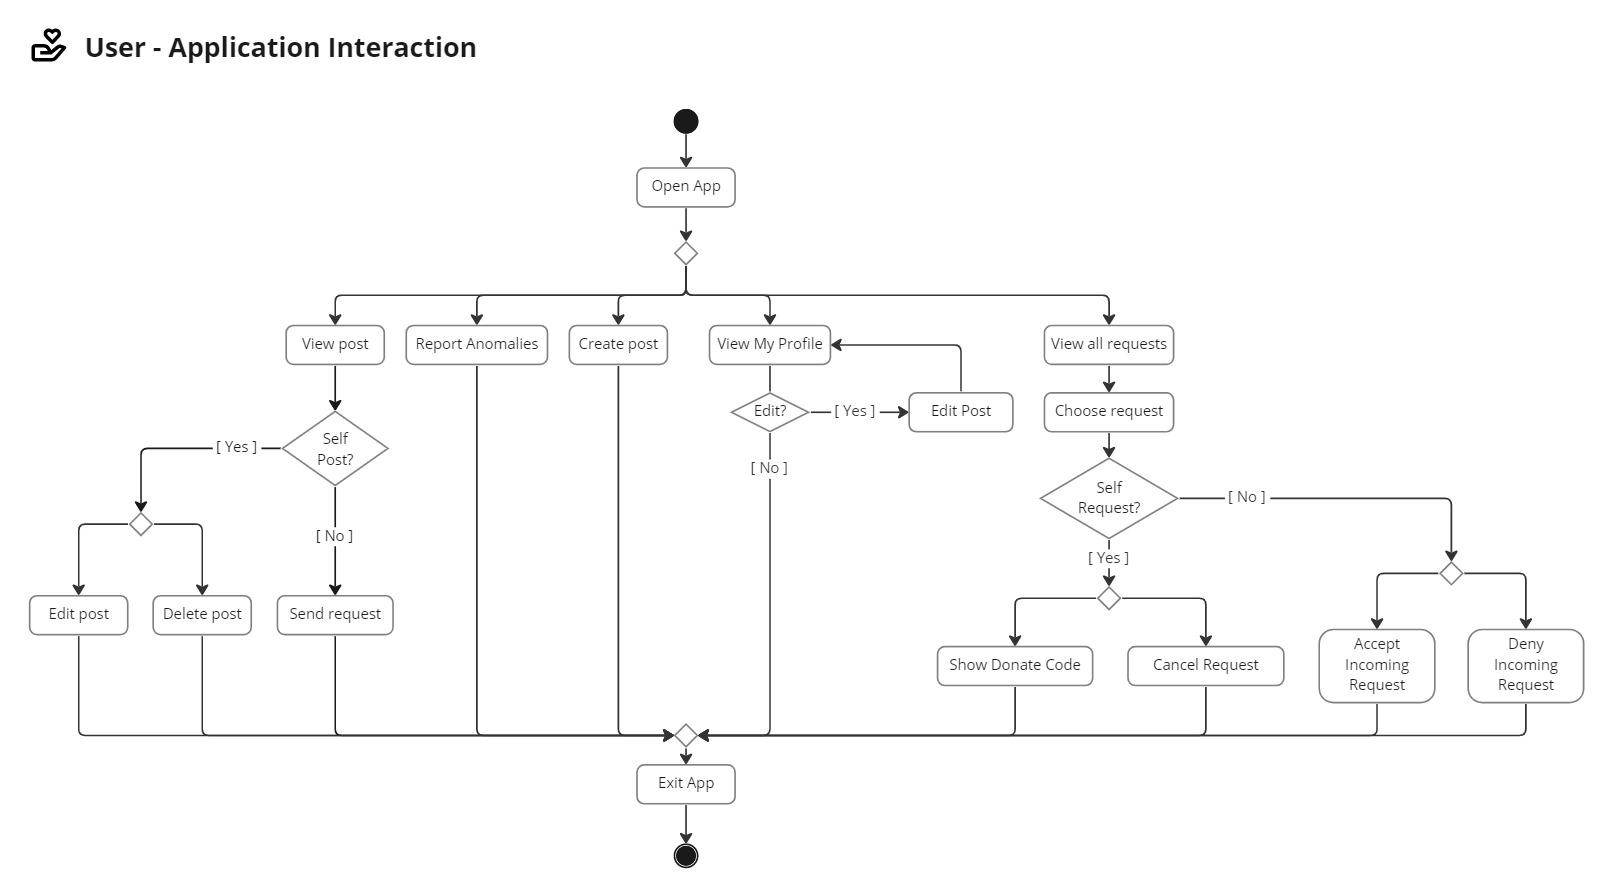 User - Application Interaction
Open App
View post
Report Anomalies
Create post
View My Profile
View all requests
Edit?
[ Yes ]
Edit Post
Choose request
Self
Post?
[ Yes ]
[ No ]
[ No ]
Self
Request?
[ No ]
[ Yes ]
Edit post
Delete post
Send request
Show Donate Code
Cancel Request
Accept
Incoming
Request
Deny
Incoming
Request
Exit App